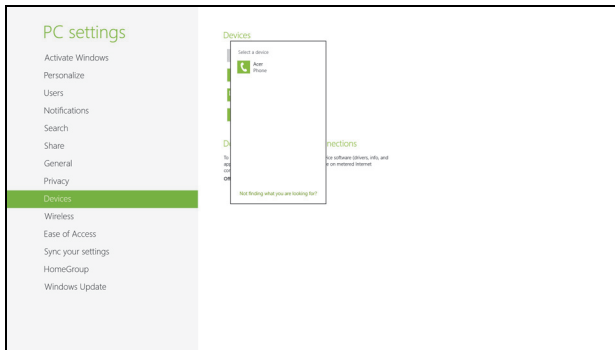 PC settings
Activate Windows
Personalize
Users
Notifications
Search
Share
General
Privacy
Devices
Wireless
Ease of Access
Sync your settings
HomeGroup
Windows Update
Devices
Select a device
Acer
Phone
Not finding what you are looking for?
nections
To
ice software (drivers, info, and
app
e on metered Internet